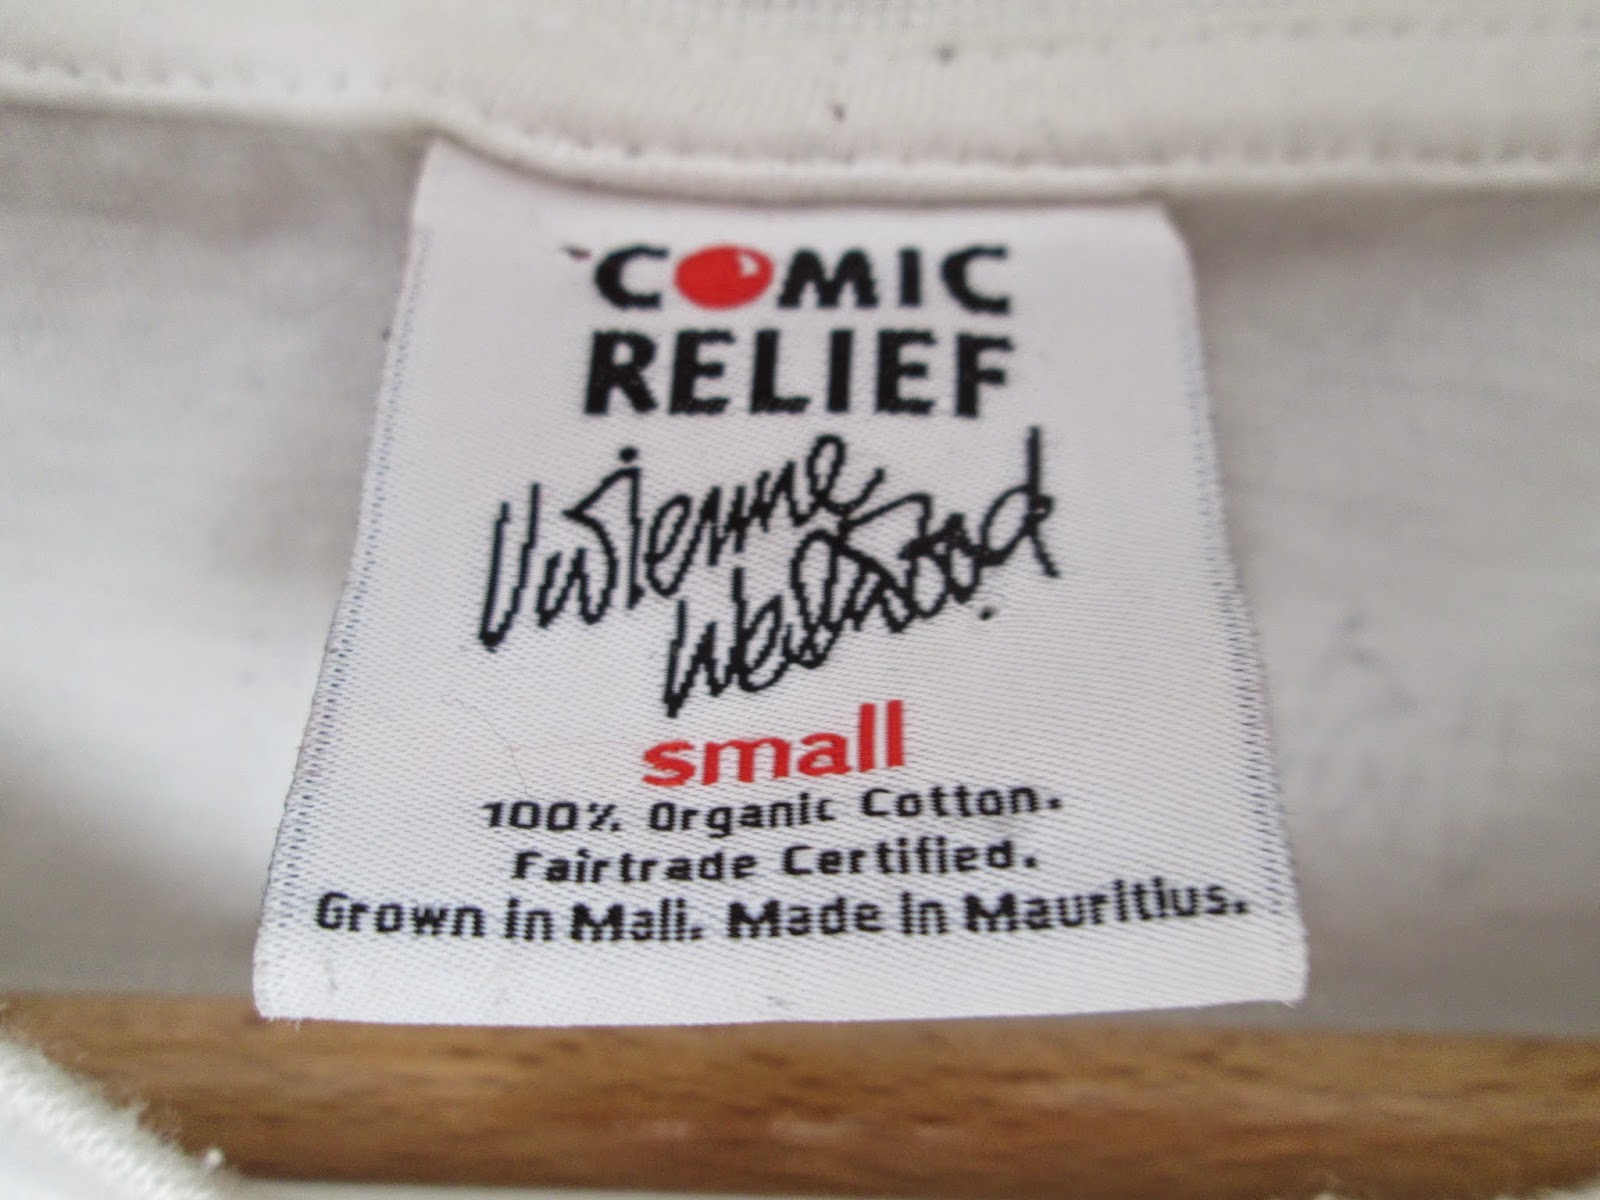 COMIC
RELIEF
Vivienne
Westwood
small
100% Organic Cotton.
Fairtrade Certified.
Grown in Mali. Made in Mauritius.